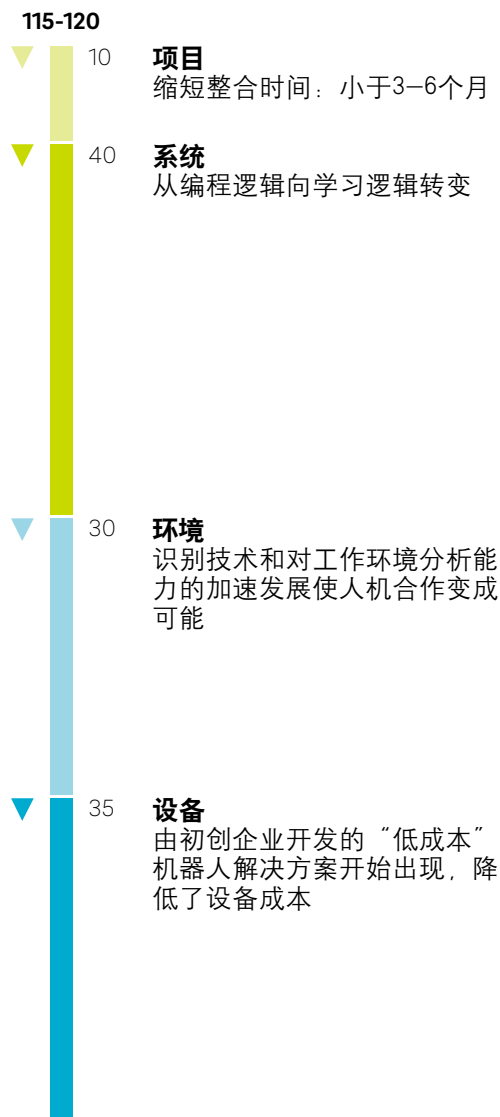 115-120
10 项目
缩短整合时间：小于3–6个月
40 系统
从编程逻辑向学习逻辑转变
30 环境
识别技术和对工作环境分析能
力的加速发展使人机合作变成
可能
35 设备
由初创企业开发的“低成本”
机器人解决方案开始出现，降
低了设备成本